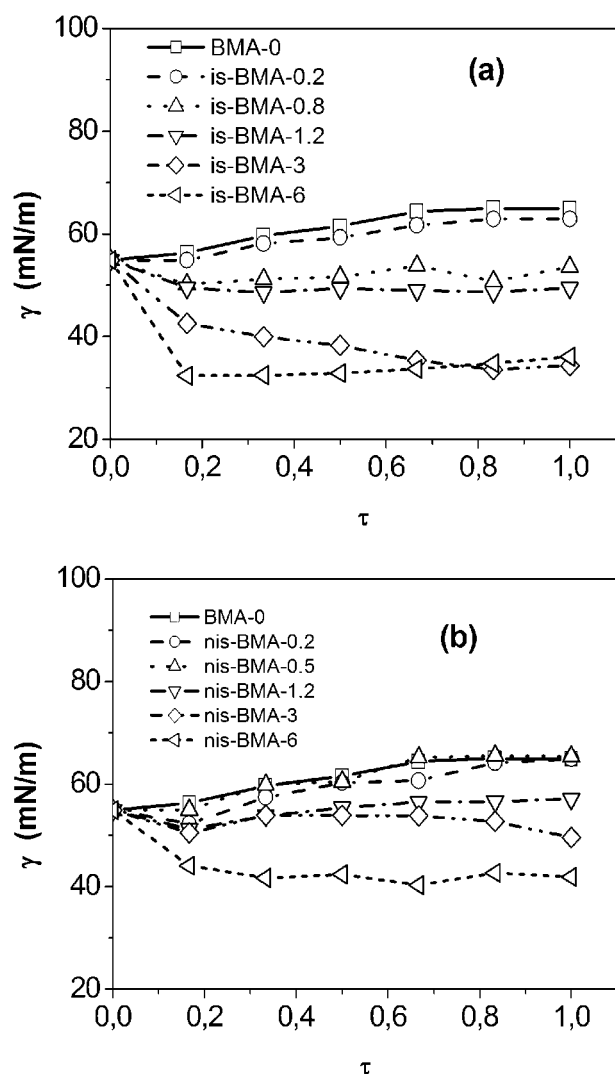 100
80
60
40
20
γ (mN/m)
BMA-0
is-BMA-0.2
is-BMA-0.8
is-BMA-1.2
is-BMA-3
is-BMA-6
(a)
0,0 0,2 0,4 0,6 0,8 1,0
τ
100
80
60
40
20
γ (mN/m)
BMA-0
nis-BMA-0.2
nis-BMA-0.5
nis-BMA-1.2
nis-BMA-3
nis-BMA-6
(b)
0,0 0,2 0,4 0,6 0,8 1,0
τ